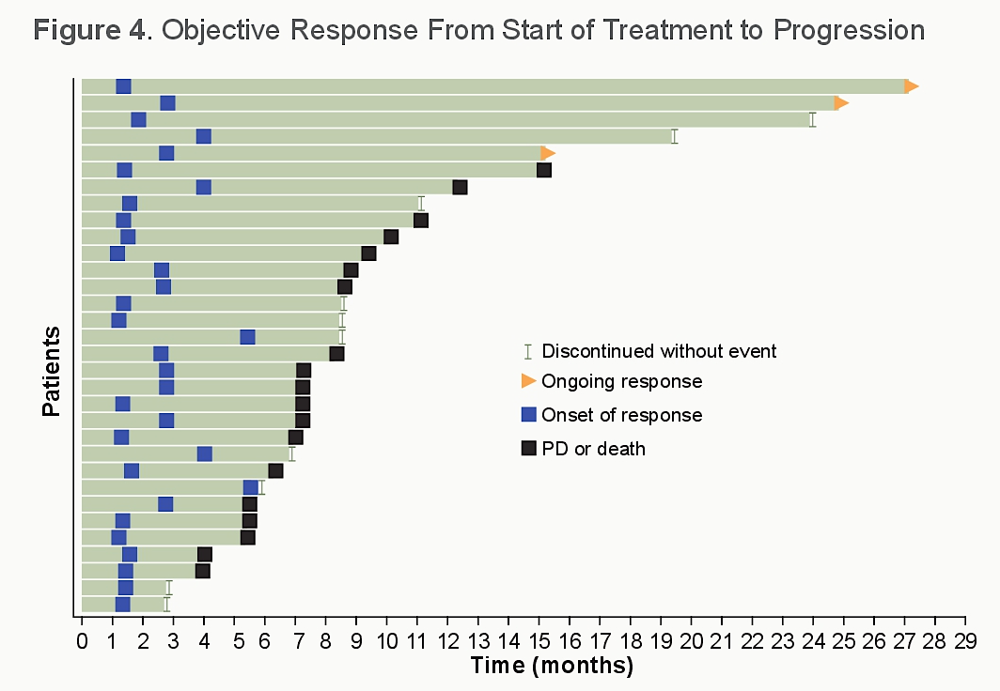 Figure 4. Objective Response From Start of Treatment to Progression
Patients
Discontinued without event
Ongoing response
Onset of response
PD or death
0 1 2 3 4 5 6 7 8 9 10 11 12 13 14 15 16 17 18 19 20 21 22 23 24 25 26 27 28 29
Time (months)